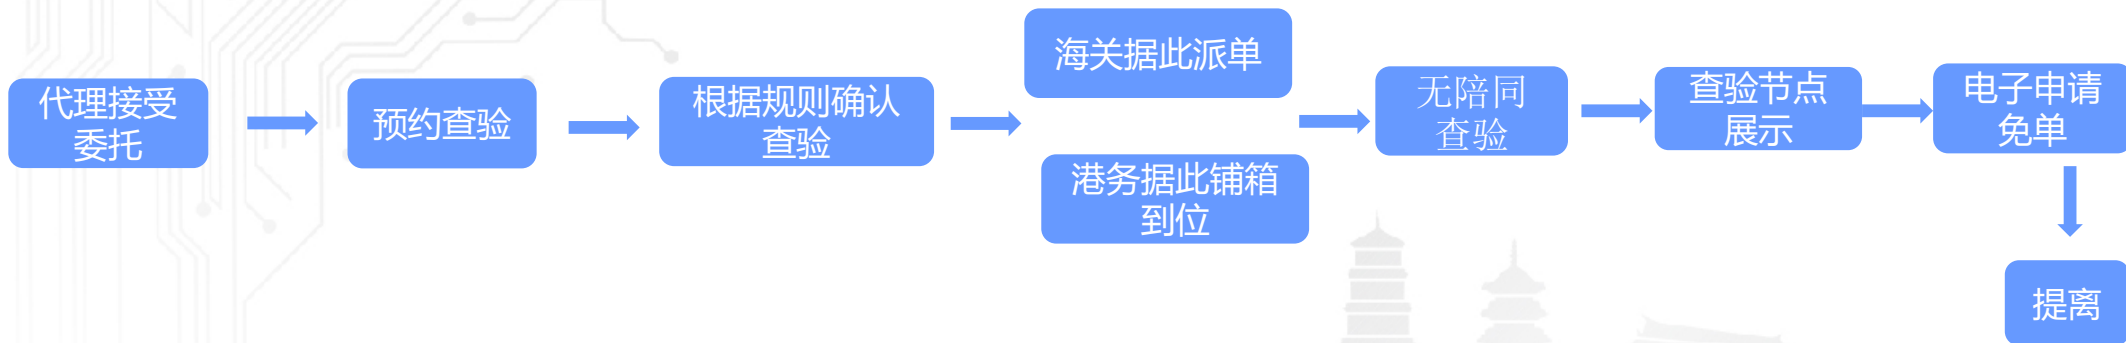 代理接受
委托
预约查验
根据规则确认
查验
海关据此派单
港务据此铺箱
到位
无陪同
查验
查验节点
展示
电子申请
免单
提离